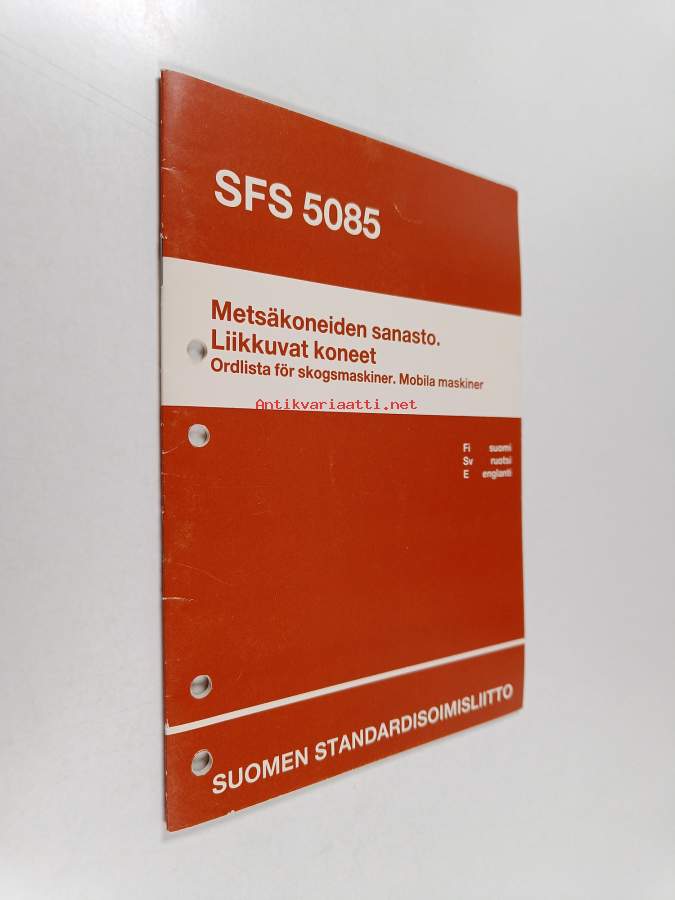 SFS 5085
Metsäkoneiden sanasto.
Liikkuvat koneet
Ordlista för skogsmaskiner. Mobila maskiner
Antikvariaatti.net
Fi suomi
Sv ruotsi
E englanti
SUOMEN STANDARDISOIMISLIITTO